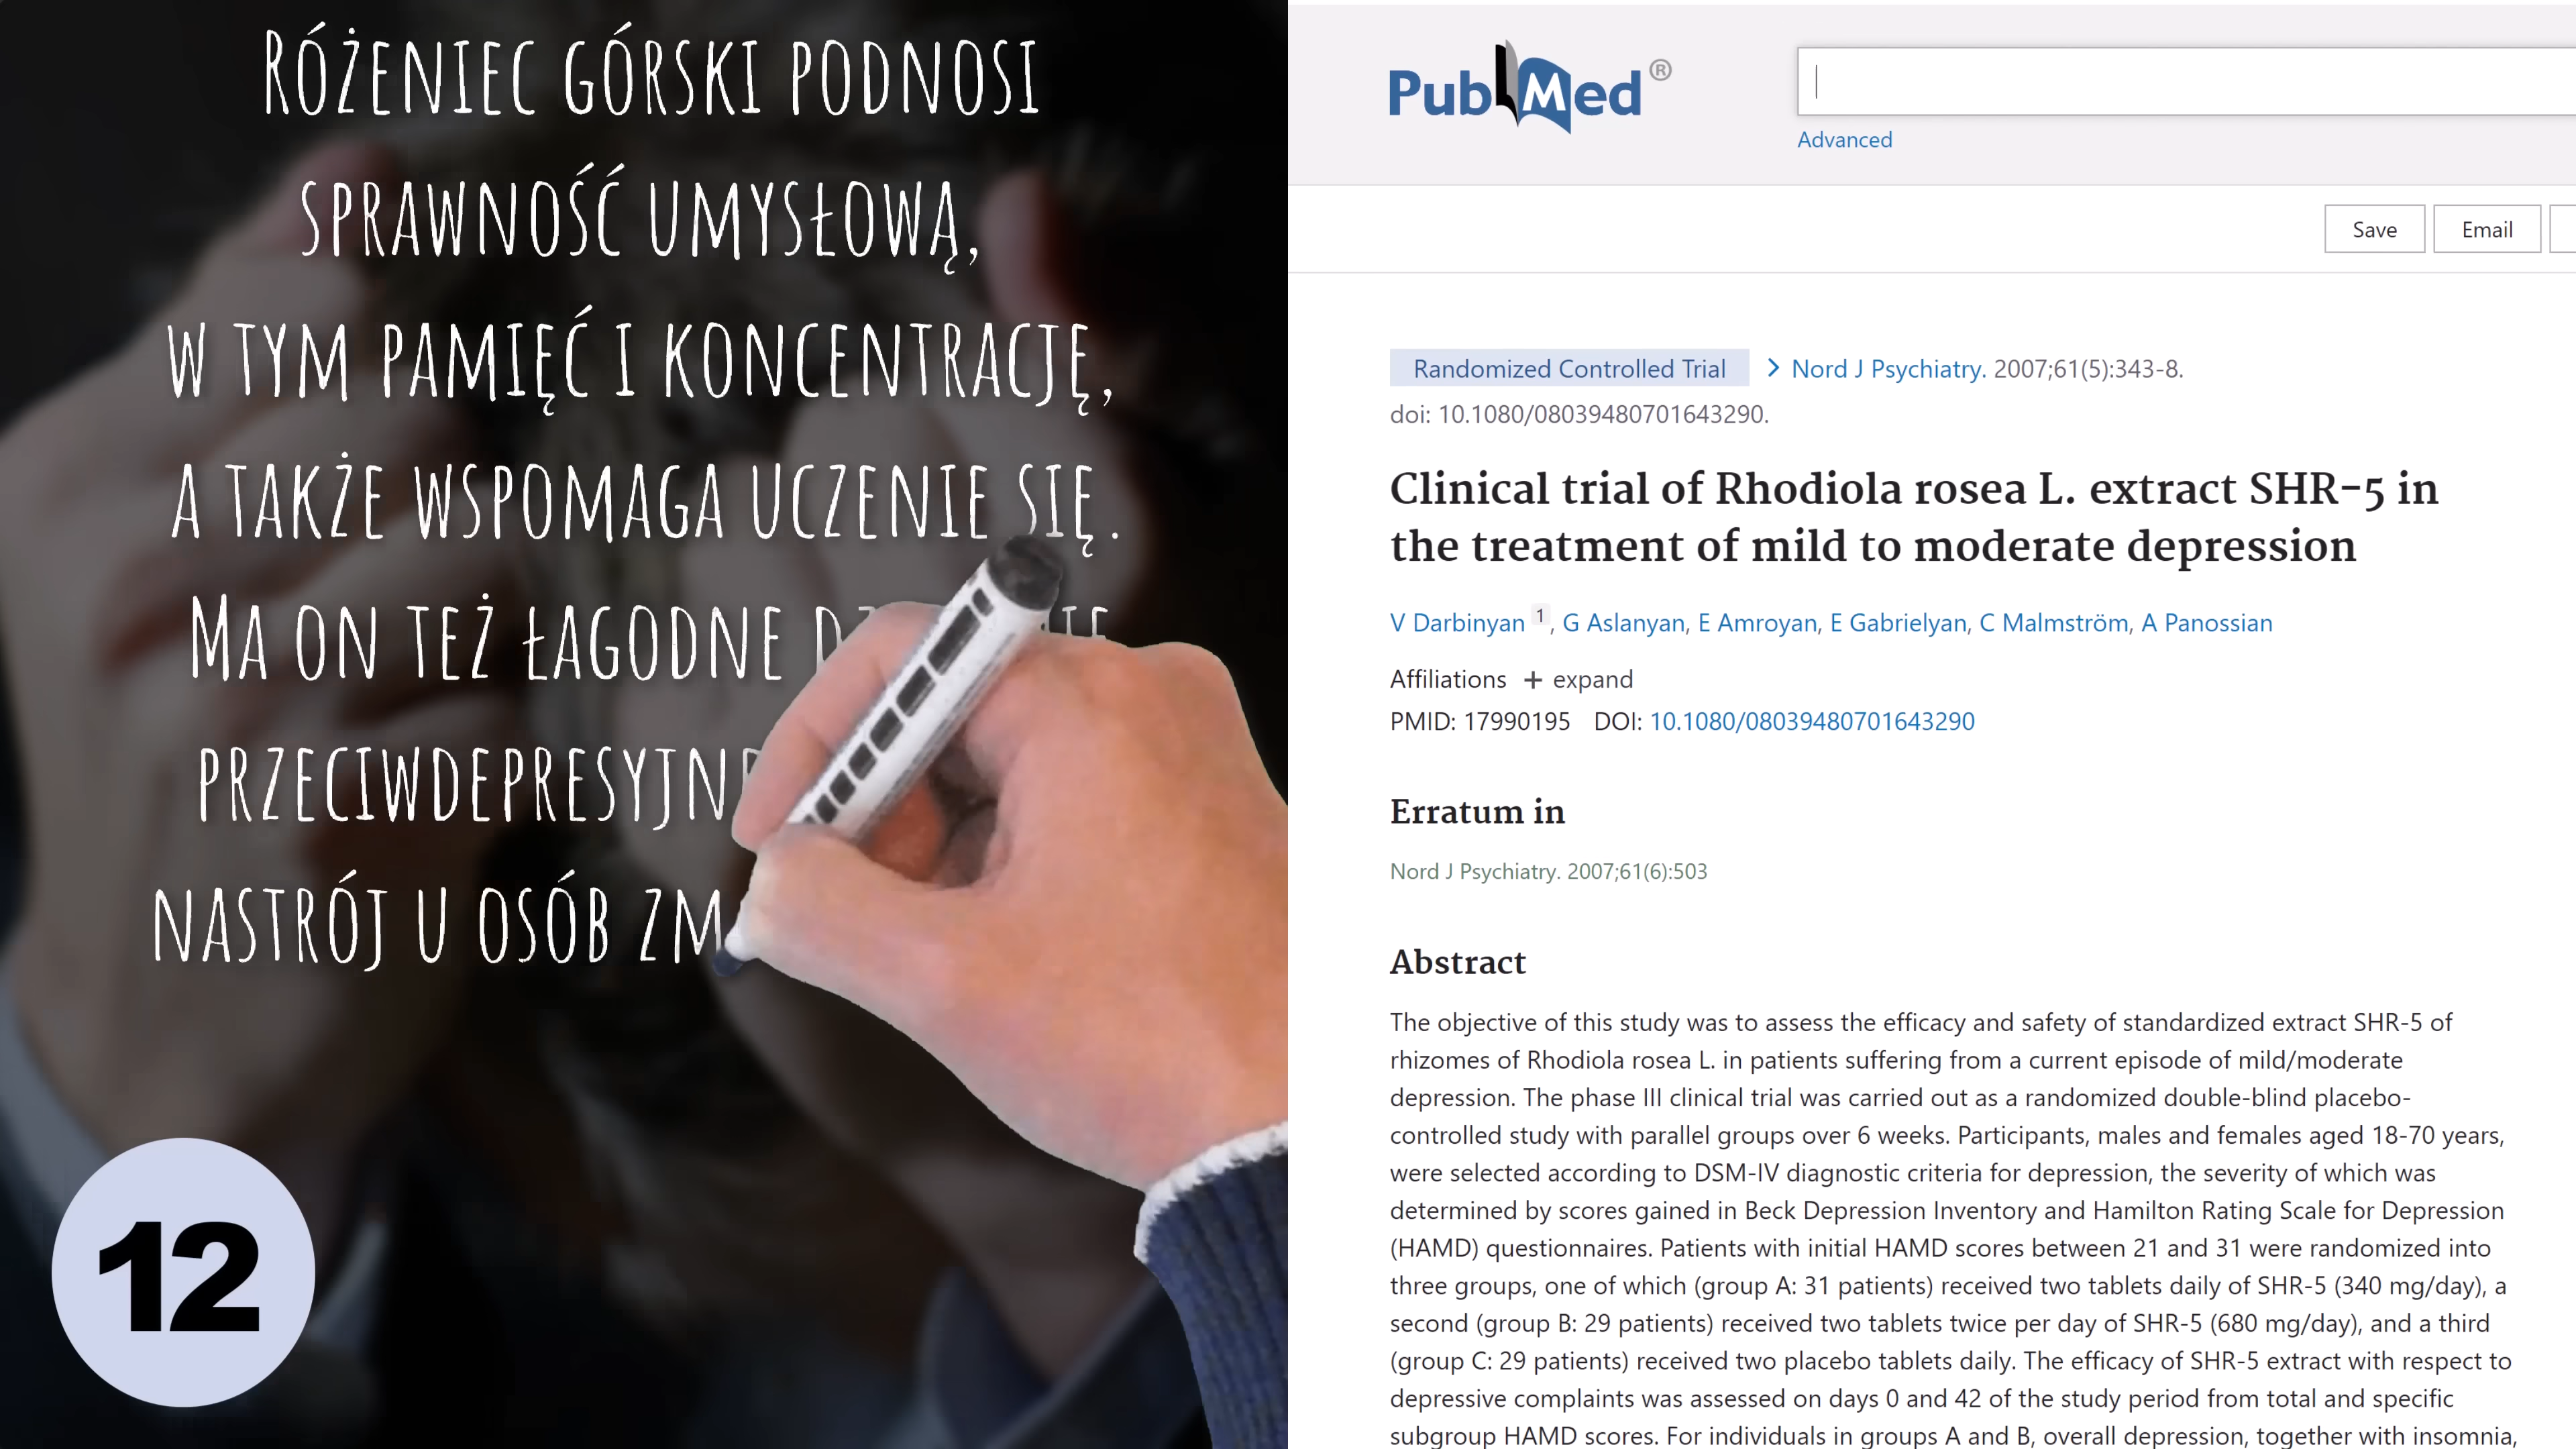 Różeniec górski podnosi
sprawność umysłową,
w tym pamięć i koncentrację,
a także wspomaga uczenie się.
Ma on też łagodne
nastrój u osób
12
PubMed®
Advanced
Save Email
Randomized Controlled Trial > Nord J Psychiatry. 2007;61(5):343-8.
doi: 10.1080/08039480701643290.
Clinical trial of Rhodiola rosea L. extract SHR-5 in
the treatment of mild to moderate depression
V Darbinyan 1, G Aslanyan, E Amroyan, E Gabrielyan, C Malmström, A Panossian
Affiliations + expand
PMID: 17990195 DOI: 10.1080/08039480701643290
Erratum in
Nord J Psychiatry. 2007;61(6):503
Abstract
The objective of this study was to assess the efficacy and safety of standardized extract SHR-5 of
rhizomes of Rhodiola rosea L. in patients suffering from a current episode of mild/moderate
depression. The phase III clinical trial was carried out as a randomized double-blind placebo-
controlled study with parallel groups over 6 weeks. Participants, males and females aged 18-70 years,
were selected according to DSM-IV diagnostic criteria for depression, the severity of which was
determined by scores gained in Beck Depression Inventory and Hamilton Rating Scale for Depression
(HAMD) questionnaires. Patients with initial HAMD scores between 21 and 31 were randomized into
three groups, one of which (group A: 31 patients) received two tablets daily of SHR-5 (340 mg/day), a
second (group B: 29 patients) received two tablets twice per day of SHR-5 (680 mg/day), and a third
(group C: 29 patients) received two placebo tablets daily. The efficacy of SHR-5 extract with respect to
depressive complaints was assessed on days 0 and 42 of the study period from total and specific
subgroup HAMD scores. For individuals in groups A and B, overall depression, together with insomnia,